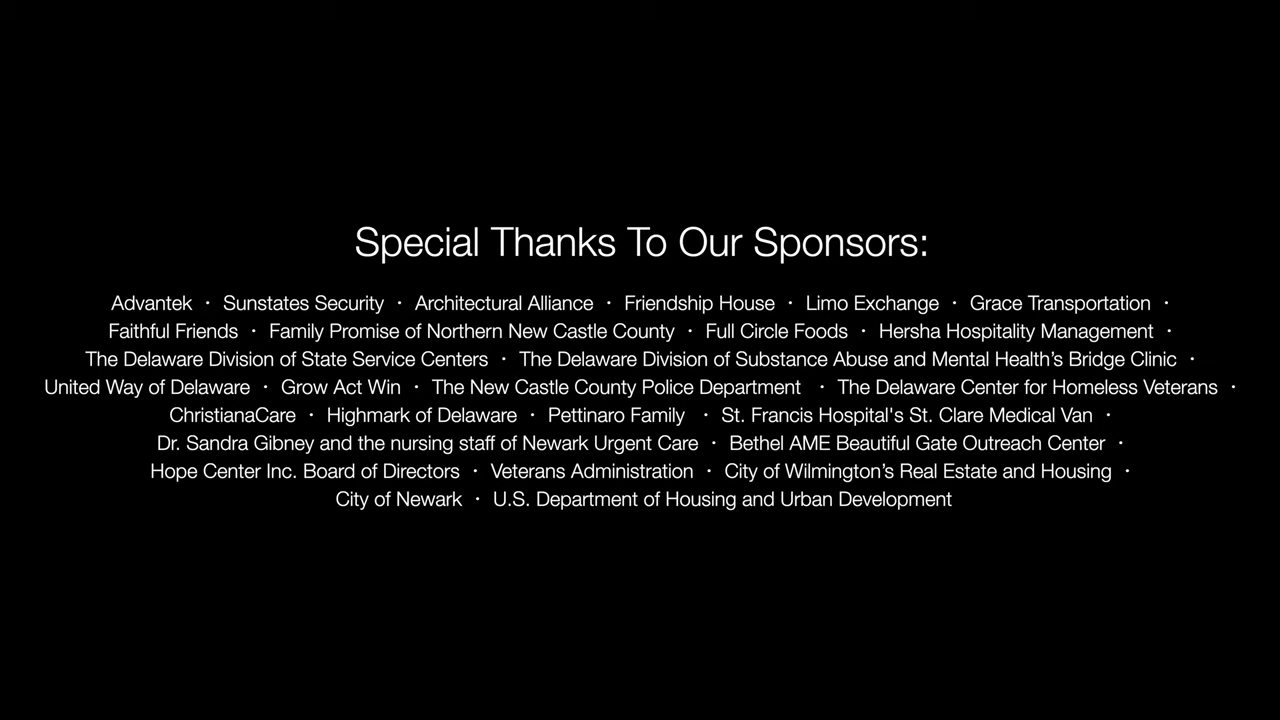 Special Thanks To Our Sponsors:
Advantek · Sunstates Security · Architectural Alliance · Friendship House · Limo Exchange · Grace Transportation ·
Faithful Friends · Family Promise of Northern New Castle County · Full Circle Foods · Hersha Hospitality Management ·
The Delaware Division of State Service Centers · The Delaware Division of Substance Abuse and Mental Health’s Bridge Clinic ·
United Way of Delaware · Grow Act Win · The New Castle County Police Department · The Delaware Center for Homeless Veterans ·
ChristianaCare · Highmark of Delaware · Pettinaro Family · St. Francis Hospital's St. Clare Medical Van ·
Dr. Sandra Gibney and the nursing staff of Newark Urgent Care · Bethel AME Beautiful Gate Outreach Center ·
Hope Center Inc. Board of Directors · Veterans Administration · City of Wilmington’s Real Estate and Housing ·
City of Newark · U.S. Department of Housing and Urban Development